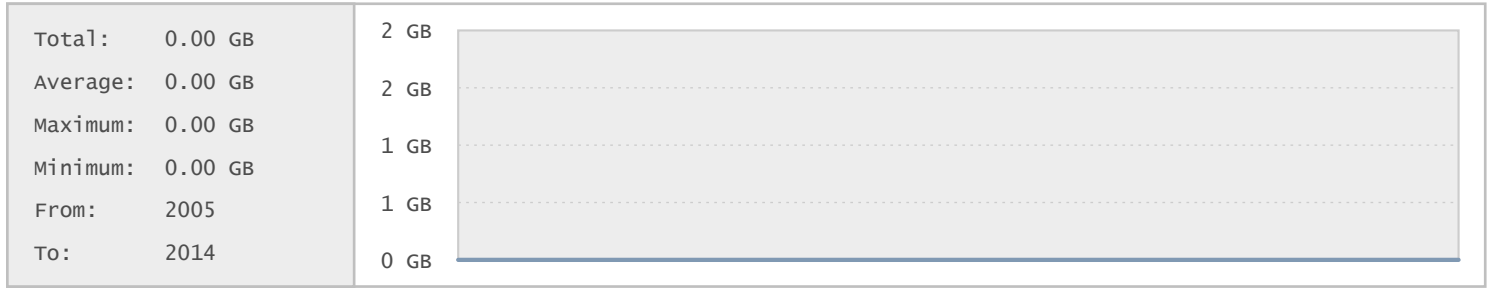 Total: 0.00 GB
Average: 0.00 GB
Maximum: 0.00 GB
Minimum: 0.00 GB
From: 2005
To: 2014
2 GB
2 GB
1 GB
1 GB
0 GB